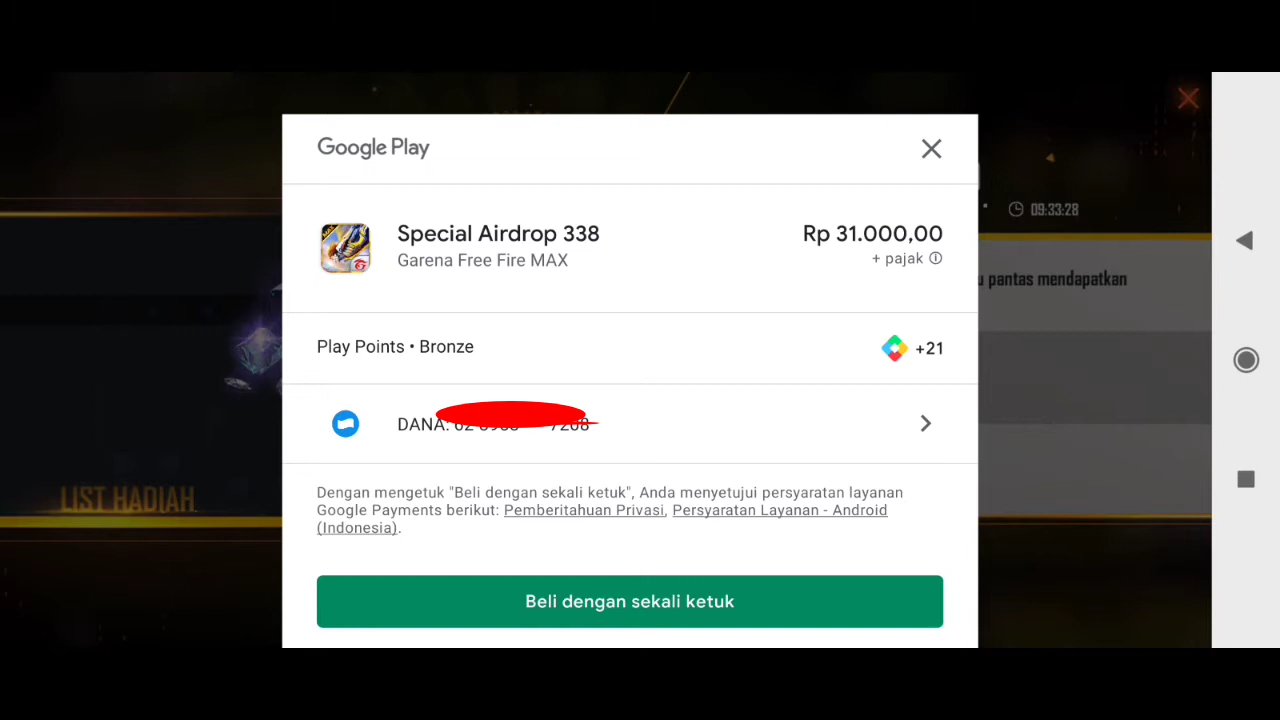 Google Play
Special Airdrop 338
Rp 31.000,00
Garena Free Fire MAX
+ pajak
09:33:28
pantas mendapatkan
Play Points • Bronze
+21
DANA:
Dengan mengetuk "Beli dengan sekali ketuk", Anda menyetujui persyaratan layanan
Google Payments berikut: Pemberitahuan Privasi, Persyaratan Layanan - Android
(Indonesia).
LIST HADIAH
Beli dengan sekali ketuk